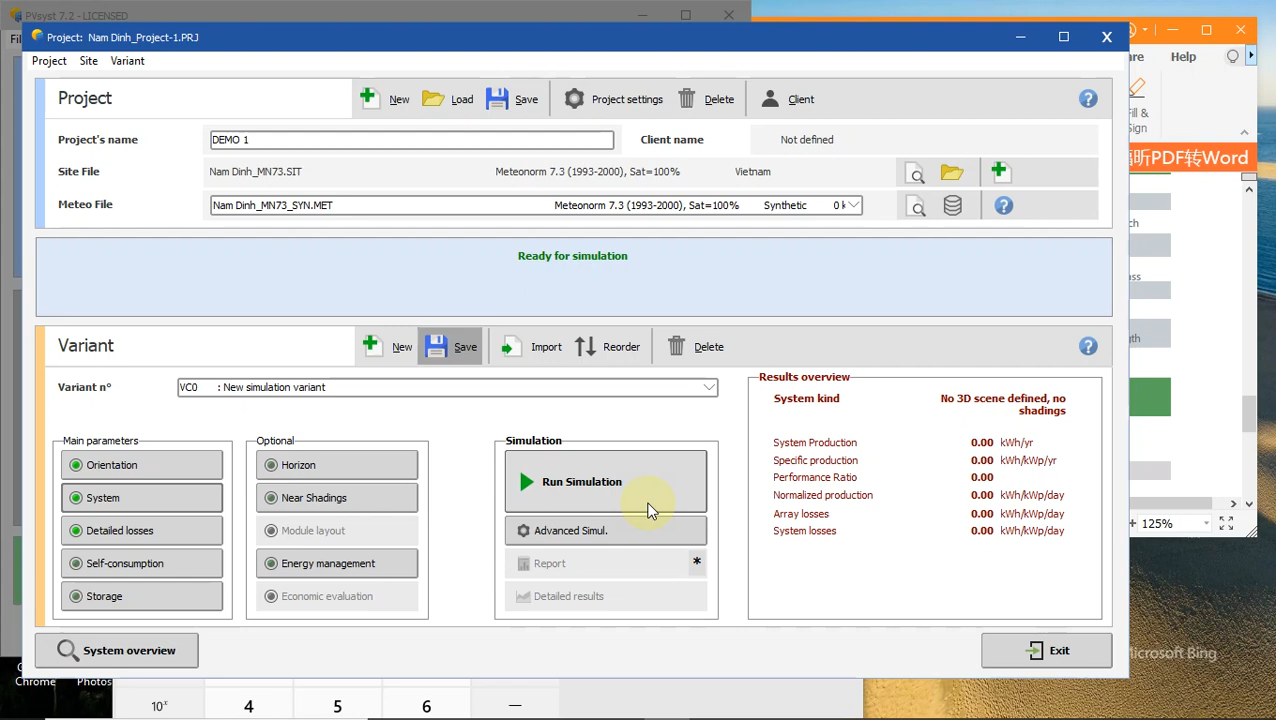 PVsyst 7.2 - LICENSED
Project: Nam Dinh_Project-1.PRJ
Project Site Variant
Help
Project
New Load Save Project settings Delete Client
Project's name DEMO 1 Client name Not defined
福昕PDF转Word
Sign
Site File Nam Dinh_MN73.SIT Meteonorm 7.3 (1993-2000), Sat=100% Vietnam
Meteo File Nam Dinh_MN73_SYN.MET Meteonorm 7.3 (1993-2000), Sat=100% Synthetic 0 k
Ready for simulation
Variant
New Save Import Reorder Delete
Variant n° VC0 : New simulation variant
Results overview
System kind No 3D scene defined, no shadings
Main parameters Optional Simulation
Orientation Horizon Run Simulation
System Production 0.00 kWh/yr
Specific production 0.00 kWh/kWp/yr
Performance Ratio 0.00
System Near Shadings
Normalized production 0.00 kWh/kWp/day
Array losses 0.00 kWh/kWp/day
Detailed losses Module layout Advanced Simul.
System losses 0.00 kWh/kWp/day
125%
Self-consumption Energy management Report *
Storage Economic evaluation Detailed results
System overview Exit
Microsoft Bing
Chrome Photos
10ˣ 4 5 6 —